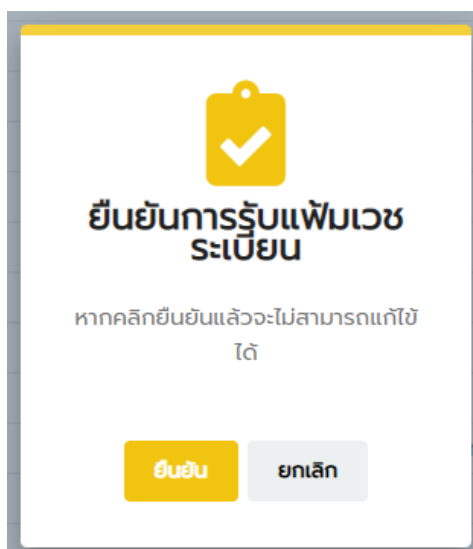 ยืนยันการรับแฟ้มเวช
ระเบียน
หากคลิกยืนยันแล้วจะไม่สามารถแก้ไข้
ได้
ยืนยัน
ยกเลิก